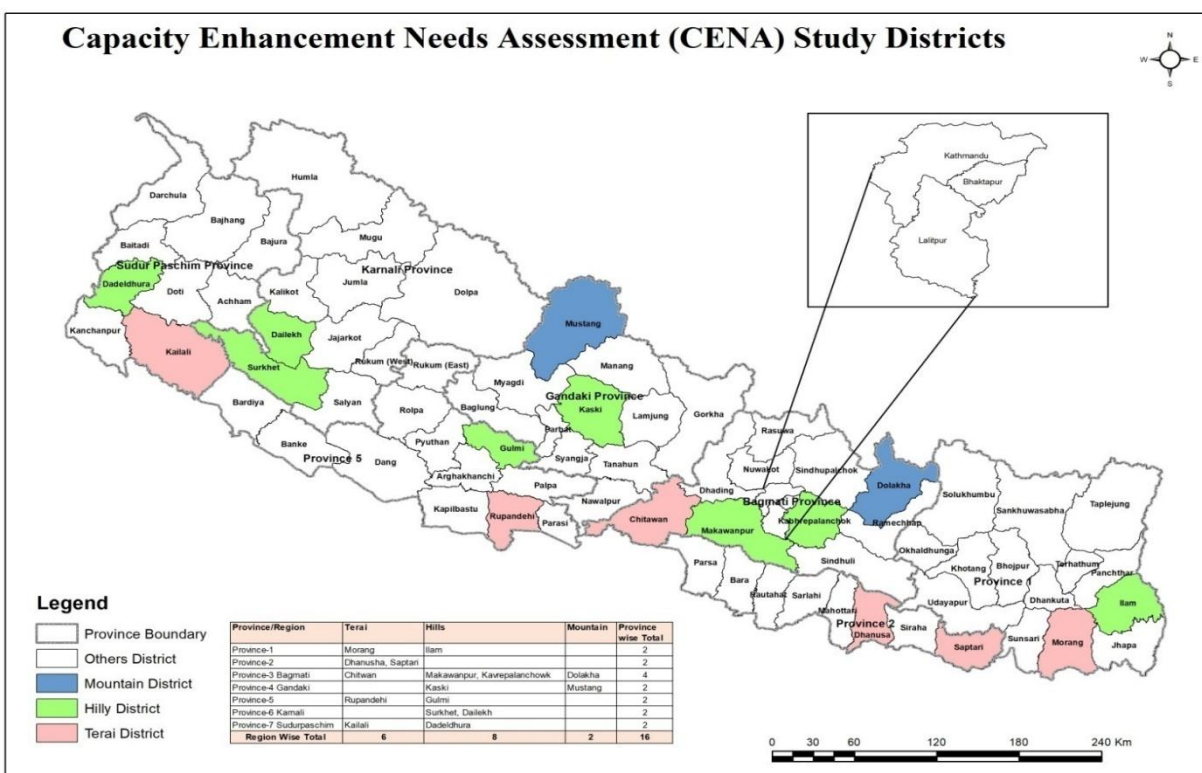 Capacity Enhancement Needs Assessment (CENA) Study Districts
N
W E
S
Kathmandu
Bhaktapur
Lalitpur
Humla
Darchula
Bajhang
Mugu
Baitadi
Bajura
Sudur Paschim Province
Karnali Province
Dadeldhura
Doti
Achham
Kalikot
Jumla
Dolpa
Mustang
Kanchanpur
Kailali
Dailekh
Jajarkot
Surkhet
Rukum (West)
Rukum (East)
Myagdi
Manang
Bardiya
Salyan
Rolpa
Baglung
Gandaki Province
Kaski
Lamjung
Gorkha
Banke
Province 5
Dang
Pyuthan
Gulmi
Parbat
Syangja
Tanahun
Arghakhanchi
Palpa
Nawalpur
Kapilbastu
Rupandehi
Parasi
Chitawan
Rasuwa
Nuwakot
Sindhupalchok
Dhading
Bagmati Province
Kabhrepalanchok
Makawanpur
Dolakha
Ramechhap
Solukhumbu
Sankhuwasabha
Taplejung
Okhaldhunga
Khotang
Bhojpur
Terhathum
Panchthar
Province 1
Parsa
Bara
Rautahat
Sarlahi
Sindhuli
Mahottari
Province 2
Dhanusa
Siraha
Udayapur
Dhankuta
Ilam
Saptari
Sunsari
Morang
Jhapa
Legend
Province Boundary
Others District
Mountain District
Hilly District
Terai District
Province/Region Terai Hills Mountain Province wise Total
Province-1 Morang Ilam 2
Province-2 Dhanusha, Saptari 2
Province-3 Bagmati Chitwan Makawanpur, Kavrepalanchowk Dolakha 4
Province-4 Gandaki Kaski Mustang 2
Province-5 Rupandehi Gulmi 2
Province-6 Karnali Surkhet, Dailekh 2
Province-7 Sudurpaschim Kailali Dadeldhura 2
Region Wise Total 6 8 2 16
0 30 60 120 180 240 Km